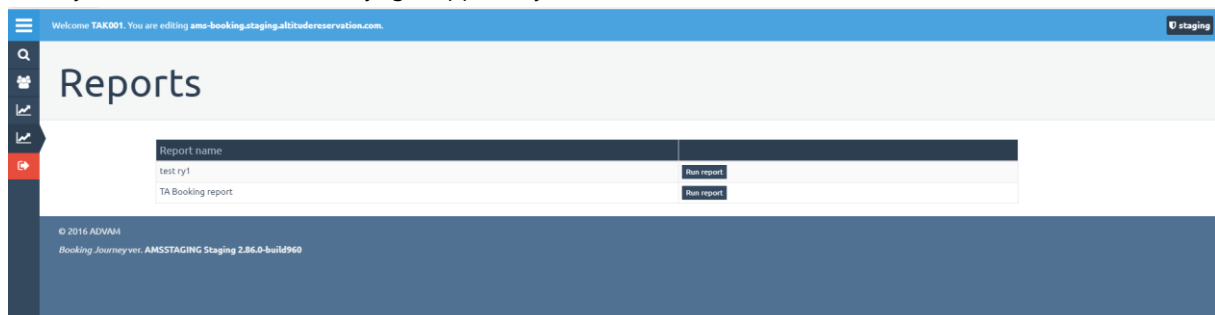 Welcome TAK001. You are editing ams-booking.staging.altitudereservation.com.
staging
Reports
Report name
test ry1 Run report
TA Booking report Run report
© 2016 ADVAM
Booking Journey ver. AMSSTAGING Staging 2.86.0-build960